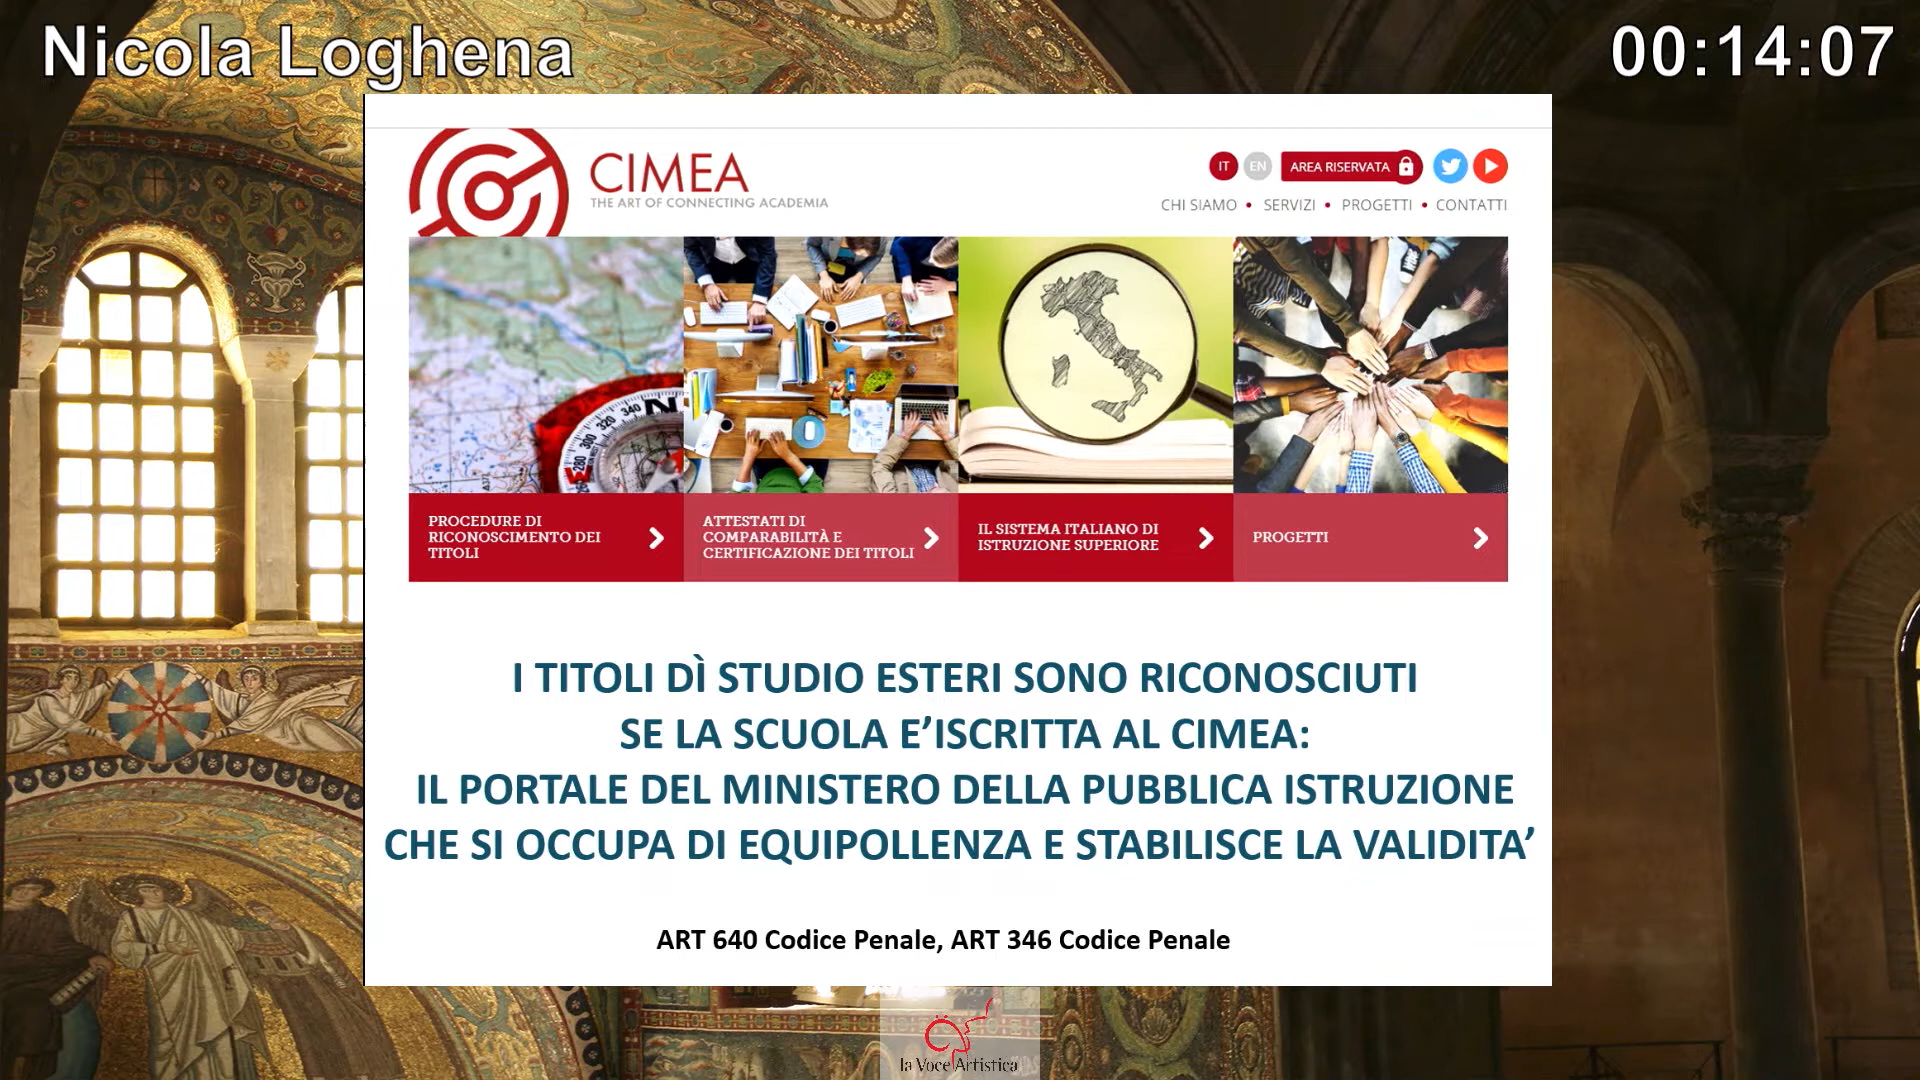 Nicola Loghena
00:14:07
CIMEA
THE ART OF CONNECTING ACADEMIA
IT
EN
AREA RISERVATA
CHI SIAMO • SERVIZI • PROGETTI • CONTATTI
N
340
320
300
280
PROCEDURE DI
RICONOSCIMENTO DEI
TITOLI
ATTESTATI DI
COMPARABILITÀ E
CERTIFICAZIONE DEI TITOLI
IL SISTEMA ITALIANO DI
ISTRUZIONE SUPERIORE
PROGETTI
I TITOLI DÌ STUDIO ESTERI SONO RICONOSCIUTI
SE LA SCUOLA E’ISCRITTA AL CIMEA:
IL PORTALE DEL MINISTERO DELLA PUBBLICA ISTRUZIONE
CHE SI OCCUPA DI EQUIPOLLENZA E STABILISCE LA VALIDITA’
ART 640 Codice Penale, ART 346 Codice Penale
la Voce Artistica